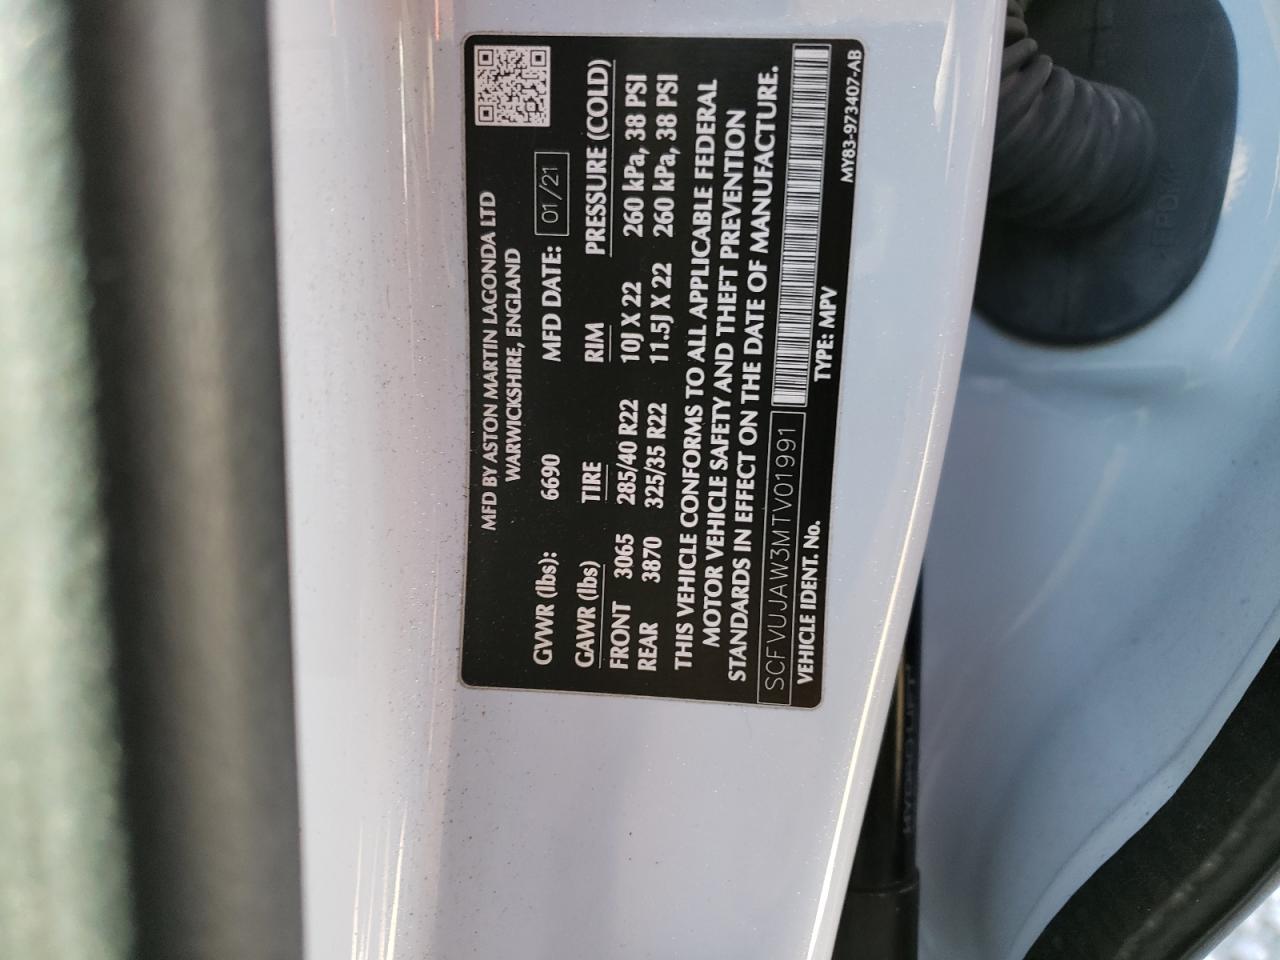 MFD BY ASTON MARTIN LAGONDA LTD
WARWICKSHIRE, ENGLAND
GVWR (lbs): 6690 MFD DATE: 01/21
GAWR (lbs) TIRE RIM PRESSURE (COLD)
FRONT 3065 285/40 R22 10J X 22 260 kPa, 38 PSI
REAR 3870 325/35 R22 11.5J X 22 260 kPa, 38 PSI
THIS VEHICLE CONFORMS TO ALL APPLICABLE FEDERAL
MOTOR VEHICLE SAFETY AND THEFT PREVENTION
STANDARDS IN EFFECT ON THE DATE OF MANUFACTURE.
SCFVUJAW3MTV01991
VEHICLE IDENT. No. TYPE: MPV
MY83-973407-AB